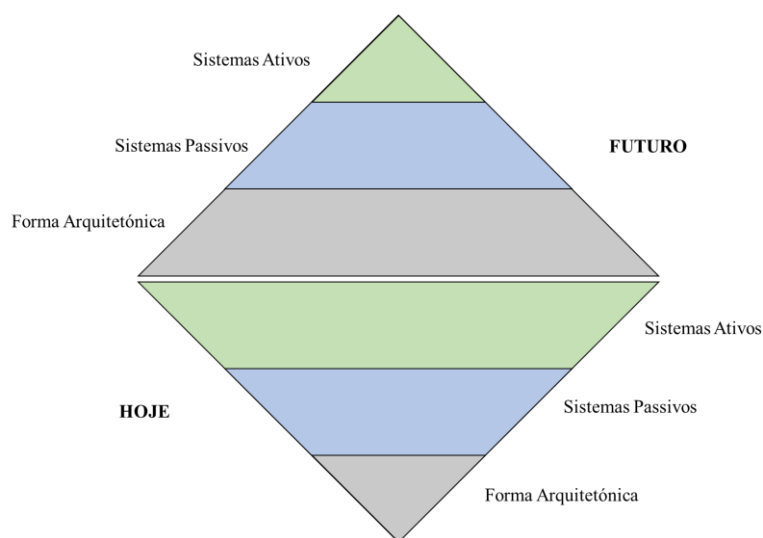 Sistemas Ativos
Sistemas Passivos
FUTURO
Forma Arquitetónica
Sistemas Ativos
Sistemas Passivos
HOJE
Forma Arquitetónica